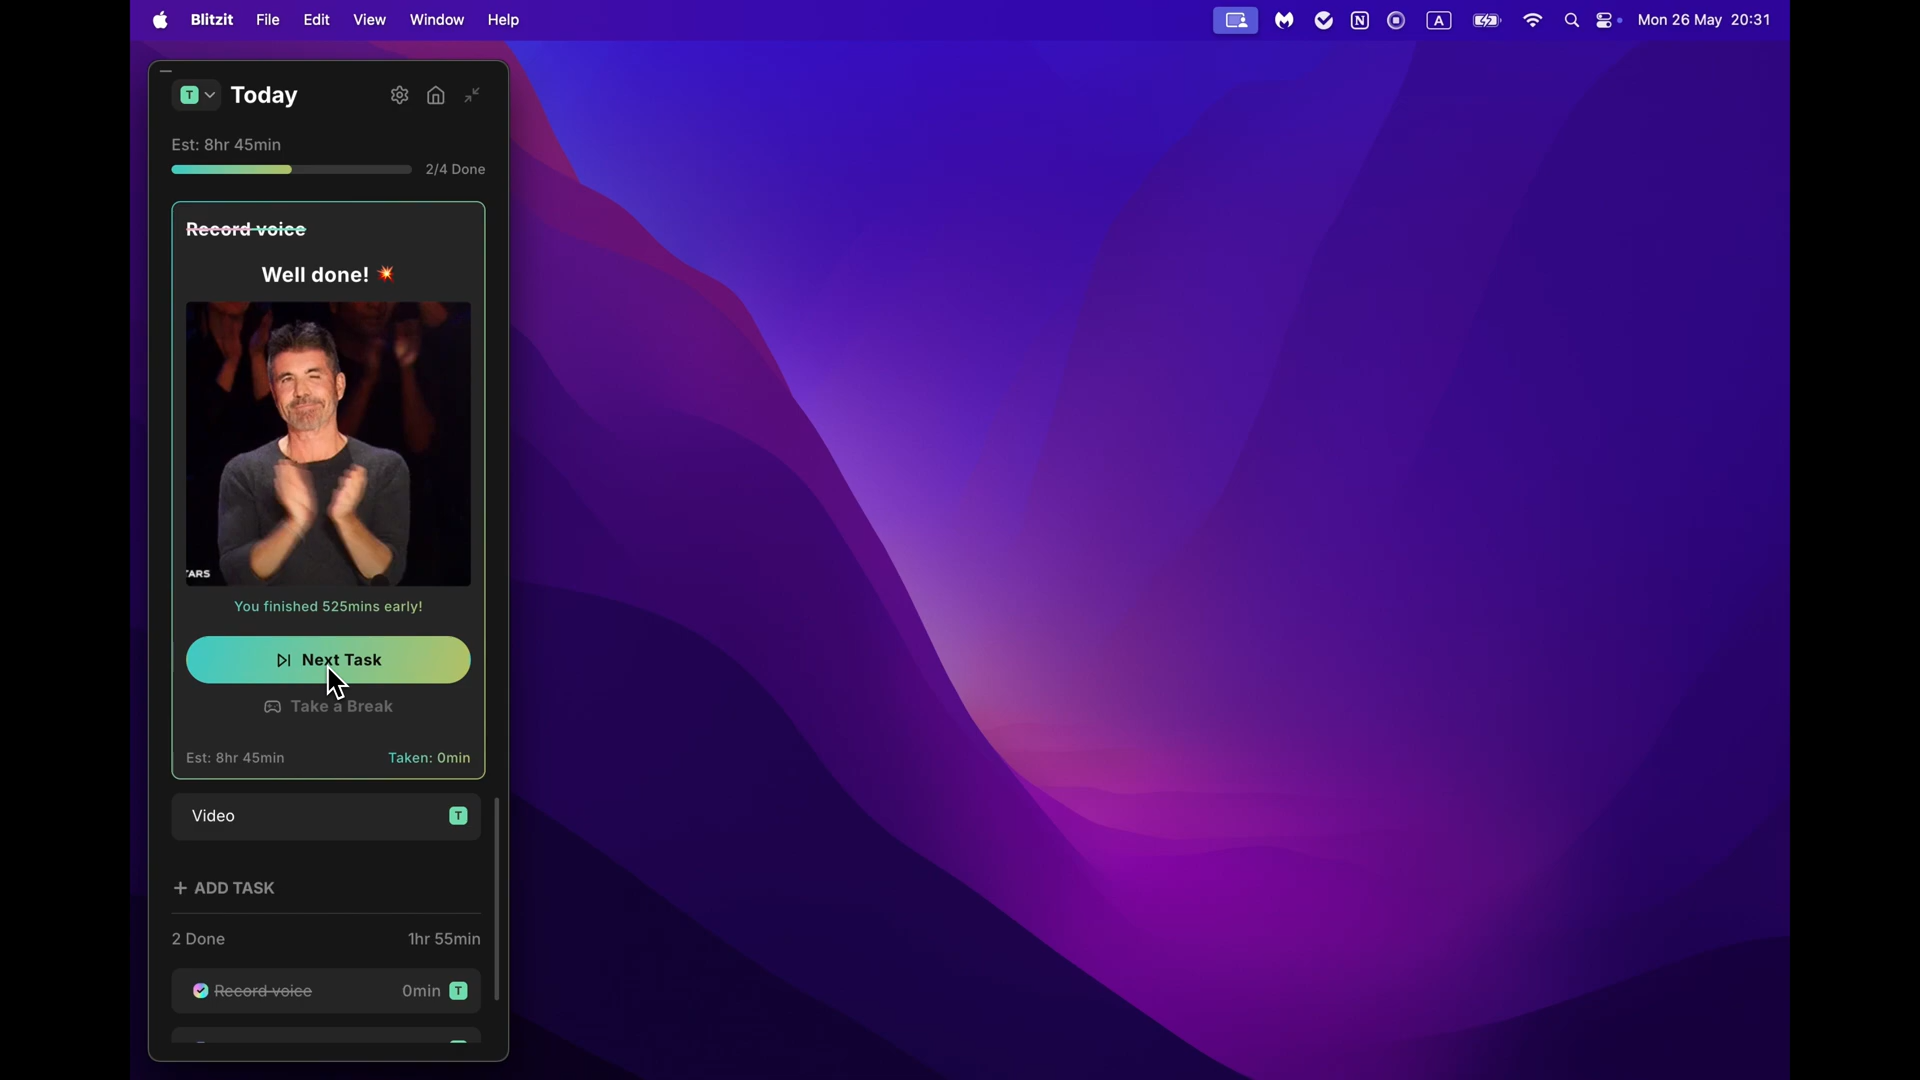 Blitzit File Edit View Window Help
A Mon 26 May 20:31
T Today
Est: 8hr 45min
2/4 Done
Record voice
Well done! 💥
TARS
You finished 525mins early!
Next Task
Take a Break
Est: 8hr 45min Taken: 0min
Video T
+ ADD TASK
2 Done 1hr 55min
Record voice 0min T